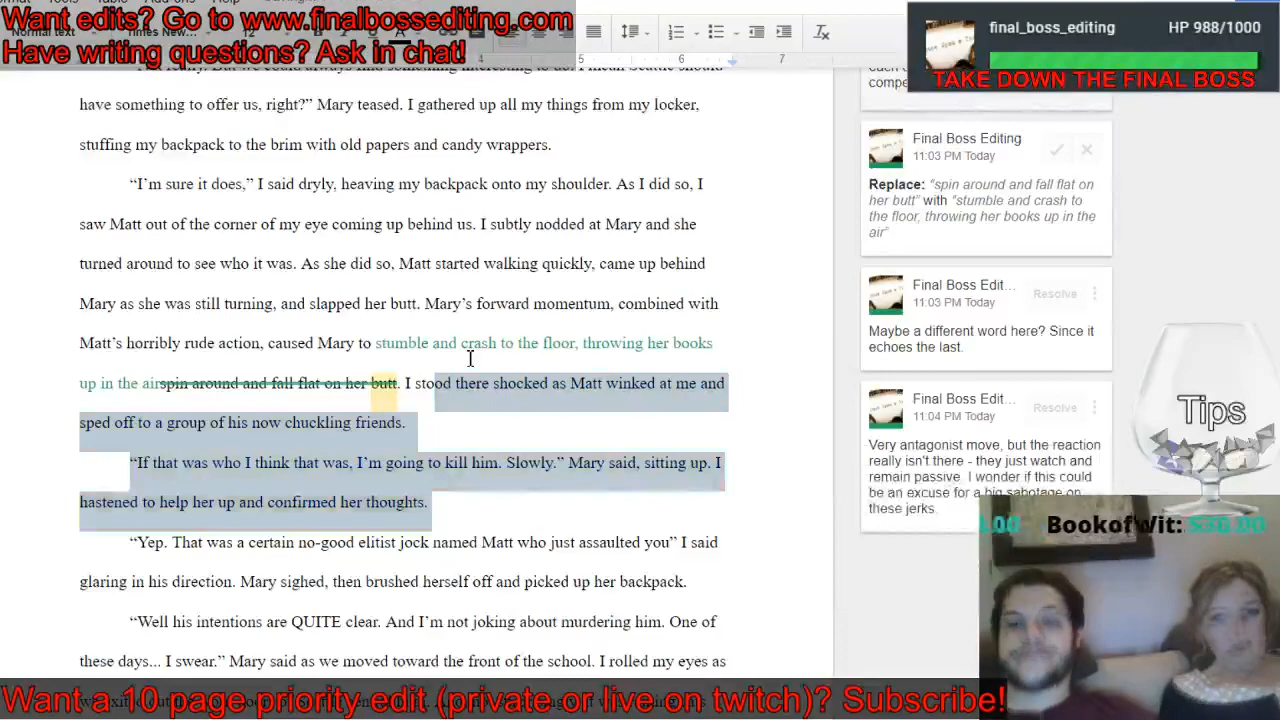 Want edits? Go to www.finalbossediting.com
Have writing questions? Ask in chat!
final_boss_editing HP 988/1000
TAKE DOWN THE FINAL BOSS
5 6 7
have something to offer us, right?” Mary teased. I gathered up all my things from my locker,
stuffing my backpack to the brim with old papers and candy wrappers.
“I’m sure it does,” I said dryly, heaving my backpack onto my shoulder. As I did so, I
saw Matt out of the corner of my eye coming up behind us. I subtly nodded at Mary and she
turned around to see who it was. As she did so, Matt started walking quickly, came up behind
Mary as she was still turning, and slapped her butt. Mary’s forward momentum, combined with
Matt’s horribly rude action, caused Mary to stumble and crash to the floor, throwing her books
up in the airspin around and fall flat on her butt. I stood there shocked as Matt winked at me and
sped off to a group of his now chuckling friends.
“If that was who I think that was, I’m going to kill him. Slowly.” Mary said, sitting up. I
hastened to help her up and confirmed her thoughts.
“Yep. That was a certain no-good elitist jock named Matt who just assaulted you” I said
glaring in his direction. Mary sighed, then brushed herself off and picked up her backpack.
“Well his intentions are QUITE clear. And I’m not joking about murdering him. One of
these days... I swear.” Mary said as we moved toward the front of the school. I rolled my eyes as
Final Boss Editing
11:03 PM Today
Replace: “spin around and fall flat on
her butt” with “stumble and crash to
the floor, throwing her books up in the
air”
Final Boss Edit...
11:03 PM Today
Resolve
Maybe a different word here? Since it
echoes the last.
Final Boss Edit...
11:04 PM Today
Resolve
Very antagonist move, but the reaction
really isn't there - they just watch and
remain passive. I wonder if this could
be an excuse for a big sabotage on
these jerks.
Tips
BookofWit: $30.00
Want a 10 page priority edit (private or live on twitch)? Subscribe!